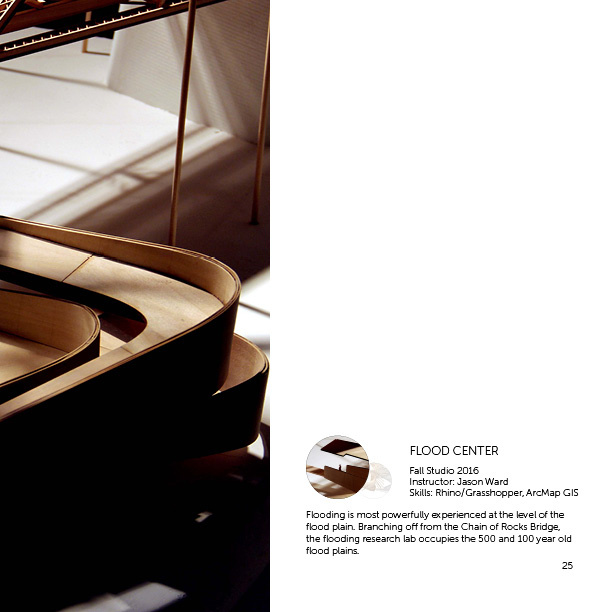 FLOOD CENTER
Fall Studio 2016
Instructor: Jason Ward
Skills: Rhino/Grasshopper, ArcMap GIS
Flooding is most powerfully experienced at the level of the
flood plain. Branching off from the Chain of Rocks Bridge,
the flooding research lab occupies the 500 and 100 year old
flood plains.
25